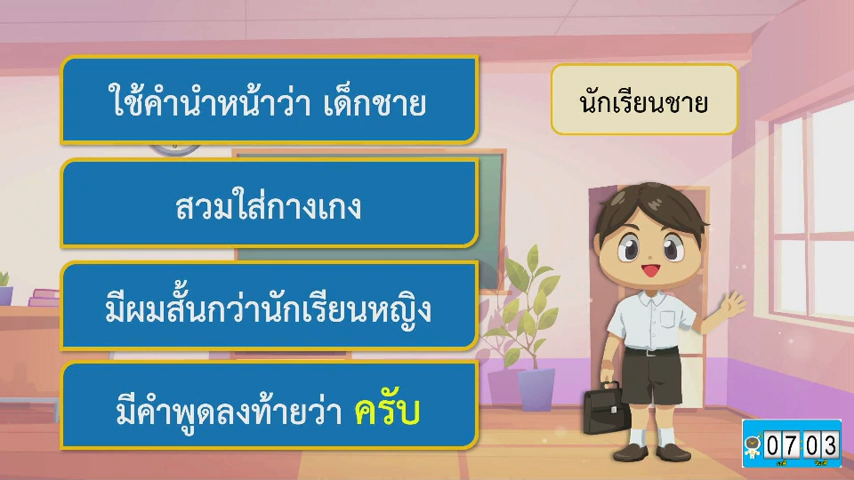 ใช้คำนำหน้าว่า เด็กชาย
นักเรียนชาย
สวมใส่กางเกง
มีผมสั้นกว่านักเรียนหญิง
มีคำพูดลงท้ายว่า ครับ
07 03